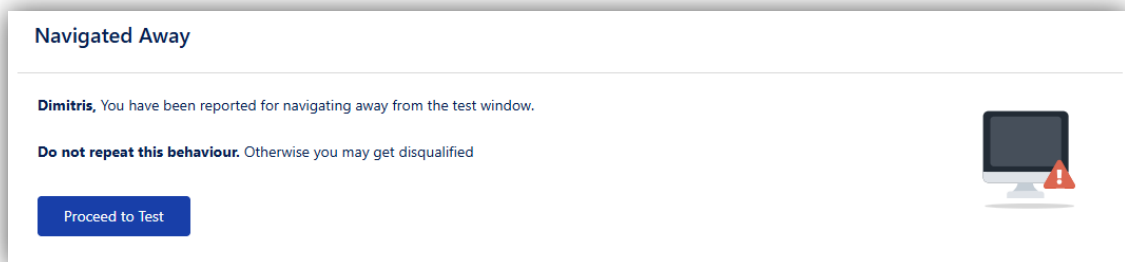 Navigated Away
Dimitris, You have been reported for navigating away from the test window.
Do not repeat this behaviour. Otherwise you may get disqualified
Proceed to Test